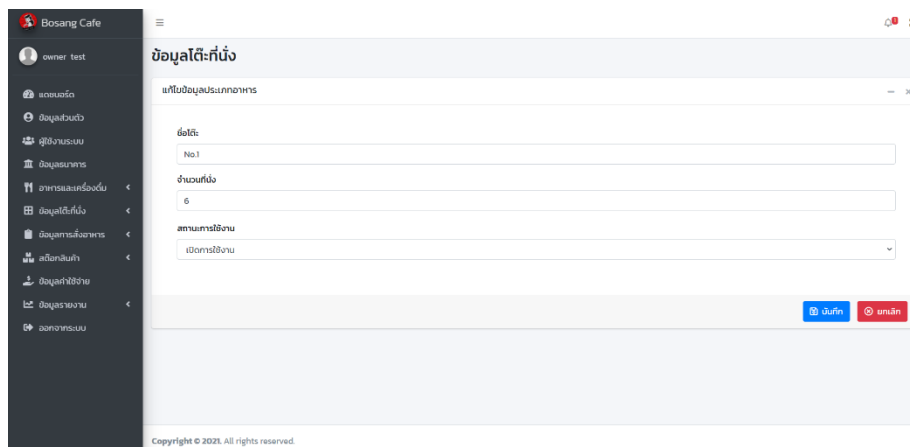 Bosang Cafe
owner test
แดชบอร์ด
ข้อมูลส่วนตัว
ผู้ใช้งานระบบ
ข้อมูลธนาคาร
อาหารและเครื่องดื่ม
ข้อมูลโต๊ะที่นั่ง
ข้อมูลการสั่งอาหาร
สต๊อกสินค้า
ข้อมูลค่าใช้จ่าย
ข้อมูลรายงาน
ออกจากระบบ
ข้อมูลโต๊ะที่นั่ง
แก้ไขข้อมูลประเภทอาหาร
ชื่อโต๊ะ
No.1
จำนวนที่นั่ง
6
สถานะการใช้งาน
เปิดการใช้งาน
บันทึก
ยกเลิก
Copyright © 2021. All rights reserved.